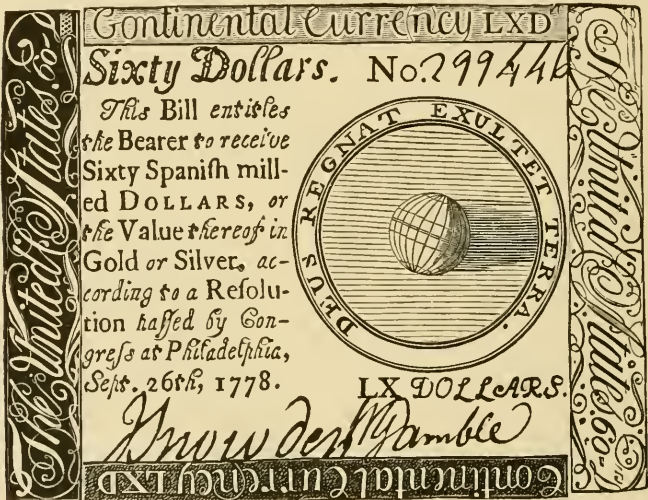 Continental Currency LXD
Sixty Dollars. No. 299446
This Bill entitles
the Bearer to receive
Sixty Spaniſh mill-
ed DOLLARS, or
the Value thereof in
Gold or Silver, ac-
cording to a Reſolu-
tion paſſed by Con-
greſs at Philadelphia,
Sept. 26th, 1778.
DEUS REGNAT EXULTET TERRA.
LX DOLLARS.
J Snowden W Gamble
Continental Currency LXD
The United States. 60
The United States 60